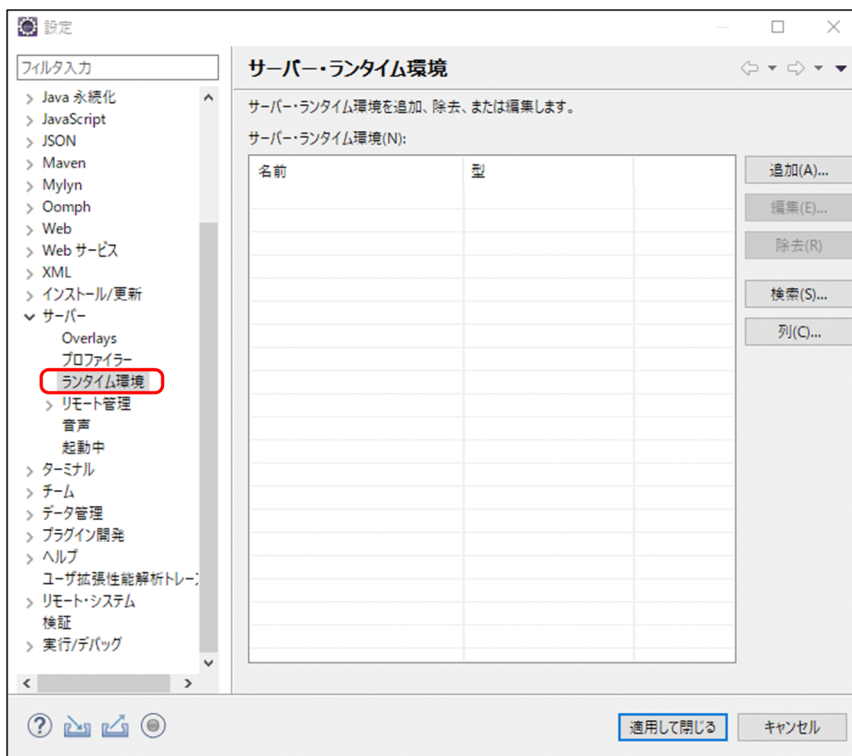 設定
フィルタ入力
Java 永続化
JavaScript
JSON
Maven
Mylyn
Oomph
Web
Web サービス
XML
インストール/更新
サーバー
Overlays
プロファイラー
ランタイム環境
リモート管理
音声
起動中
ターミナル
チーム
データ管理
プラグイン開発
ヘルプ
ユーザ拡張性能解析トレース
リモート・システム
検証
実行/デバッグ
サーバー・ランタイム環境
サーバー・ランタイム環境を追加、除去、または編集します。
サーバー・ランタイム環境(N):
名前 型
追加(A)...
編集(E)...
除去(R)
検索(S)...
列(C)...
適用して閉じる キャンセル